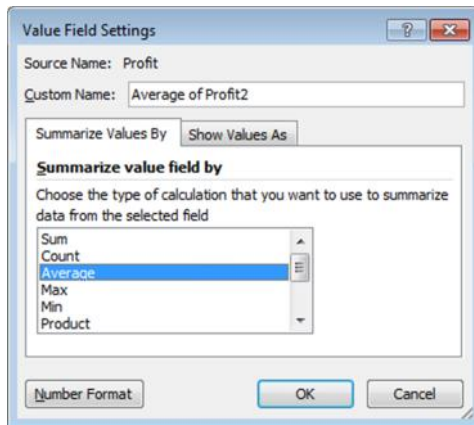 Value Field Settings
Source Name: Profit
Custom Name: Average of Profit2
Summarize Values By Show Values As
Summarize value field by
Choose the type of calculation that you want to use to summarize
data from the selected field
Sum
Count
Average
Max
Min
Product
Number Format OK Cancel